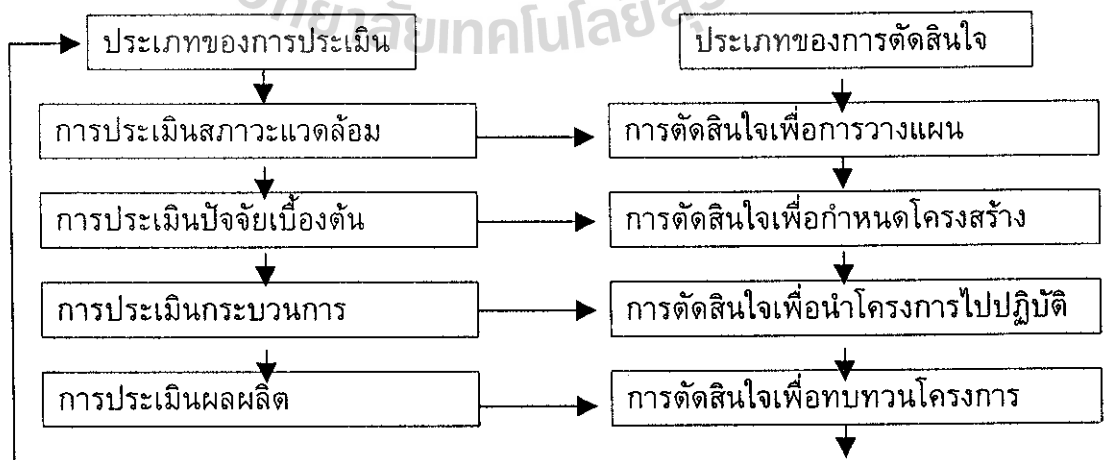 ประเภทของการประเมิน
ประเภทของการตัดสินใจ
การประเมินสภาวะแวดล้อม
การตัดสินใจเพื่อการวางแผน
การประเมินปัจจัยเบื้องต้น
การตัดสินใจเพื่อกำหนดโครงสร้าง
การประเมินกระบวนการ
การตัดสินใจเพื่อนำโครงการไปปฏิบัติ
การประเมินผลผลิต
การตัดสินใจเพื่อทบทวนโครงการ